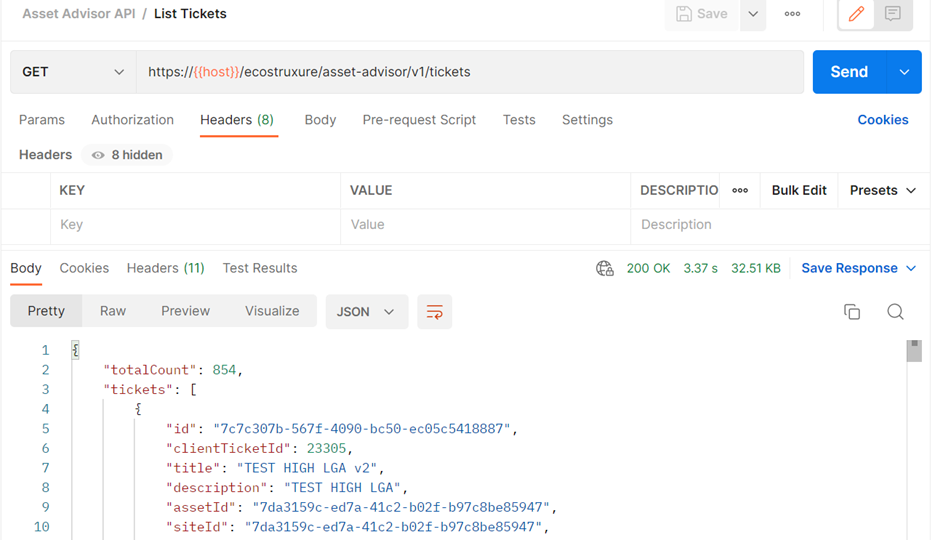 Asset Advisor API / List Tickets
Save
GET https://{{host}}/ecostruxure/asset-advisor/v1/tickets Send
Params Authorization Headers (8) Body Pre-request Script Tests Settings Cookies
Headers 8 hidden
KEY VALUE DESCRIPTIO Bulk Edit Presets
Key Value Description
Body Cookies Headers (11) Test Results 200 OK 3.37 s 32.51 KB Save Response
Pretty Raw Preview Visualize JSON
1 {
2 "totalCount": 854,
3 "tickets": [
4 {
5 "id": "7c7c307b-567f-4090-bc50-ec05c5418887",
6 "clientTicketId": 23305,
7 "title": "TEST HIGH LGA v2",
8 "description": "TEST HIGH LGA",
9 "assetId": "7da3159c-ed7a-41c2-b02f-b97c8be85947",
10 "siteId": "7da3159c-ed7a-41c2-b02f-b97c8be85947",